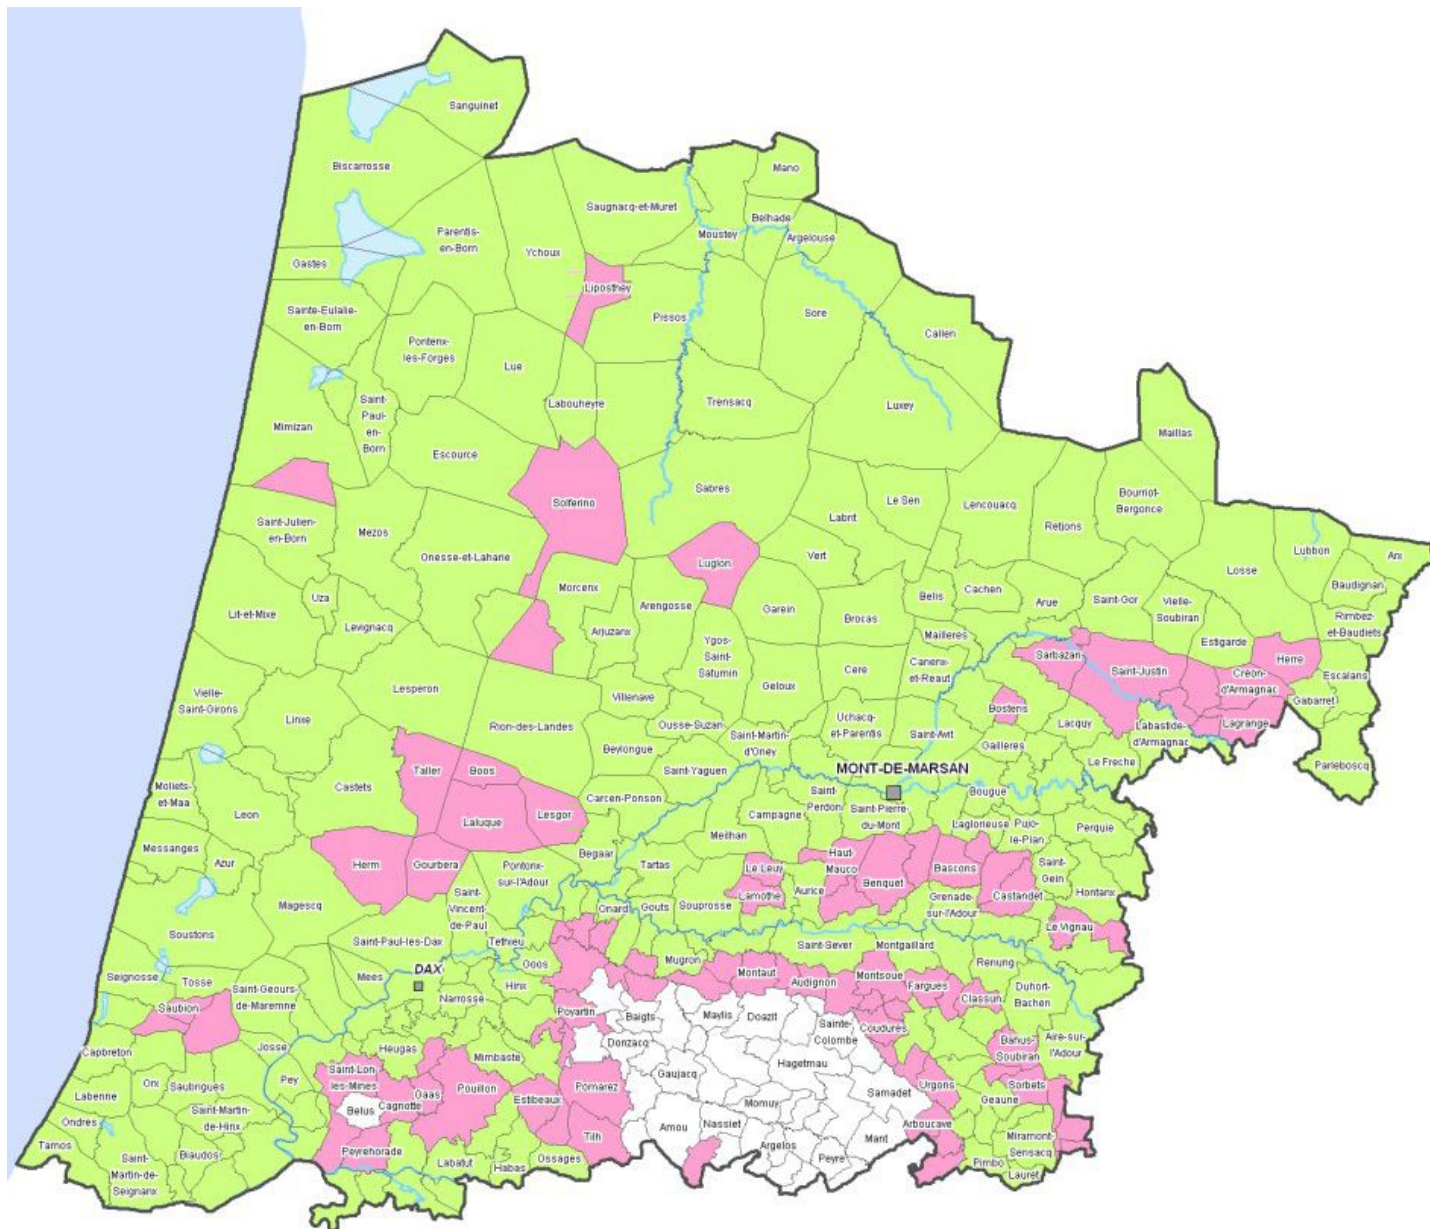 Sanguinet
Biscarrosse
Mano
Saugnacq-et-Muret
Belhade
Moustey
Argelouse
Parentis-
en-Born
Ychoux
Gastes
Liposthey
Sainte-Eulalie-
en-Born
Pissos
Sore
Callen
Pontenx-
les-Forges
Lue
Labouheyre
Trensacq
Luxey
Saint-
Paul-
en-
Born
Mimizan
Maillas
Escource
Solferino
Sabres
Le Sen
Labrit
Lencouacq
Bourriot-
Bergonce
Retjons
Saint-Julien-
en-Born
Mezos
Onesse-et-Laharie
Luglon
Vert
Losse
Lubbon
Arx
Baudignan
Morcenx
Arengosse
Garein
Brocas
Belis
Cachen
Arue
Saint-Gor
Vielle-
Soubiran
Rimbez-
et-Baudiets
Uza
Lit-et-Mixe
Levignacq
Arjuzanx
Ygos-
Saint-
Saturnin
Mailleres
Estigarde
Sarbazan
Saint-Justin
Herre
Creon-
d'Armagnac
Escalans
Gabarret
Cere
Canenx-
et-Reaut
Geloux
Lesperon
Vielle-
Saint-Girons
Linxe
Villenave
Rion-des-Landes
Ousse-Suzan
Uchacq-
et-Parentis
Bostens
Lacquy
Labastide-
d'Armagnac
Lagrange
Saint-Martin-
d'Oney
Saint-Avit
Gailleres
Beylongue
Saint-Yaguen
Le Freche
Parleboscq
Taller
Boos
MONT-DE-MARSAN
Castets
Moliets-
et-Maa
Leon
Carcen-Ponson
Saint-
Perdon
Saint-Pierre-
du-Mont
Bougue
Campagne
Laluque
Lesgor
Meilhan
Laglorieuse
Pujo-
le-Plan
Perquie
Messanges
Azur
Herm
Gourbera
Begaar
Pontonx-
sur-l'Adour
Tartas
Le Leuy
Haut-
Mauco
Benquet
Bascons
Saint-
Gein
Lamothe
Aurice
Castandet
Hontanx
Magescq
Saint-
Vincent-
de-Paul
Onard
Gouts
Souprosse
Grenade-
sur-l'Adour
Le Vignau
Soustons
Saint-Paul-les-Dax
Tethieu
Saint-Sever
Montgaillard
Goos
Mugron
Renung
Seignosse
Tosse
Mees
DAX
Hinx
Montaut
Audignon
Montsoue
Fargues
Duhort-
Bachen
Classun
Saint-Geours-
de-Maremne
Narrosse
Saubion
Poyartin
Baigts
Maylis
Doazit
Sainte-
Colombe
Coudures
Bahus-
Soubiran
Aire-sur-
l'Adour
Capbreton
Josse
Heugas
Mimbaste
Donzacq
Hagetmau
Saint-Lon-
les-Mines
Gaas
Pouillon
Gaujacq
Samadet
Urgons
Sorbets
Geaune
Orx
Saubrigues
Pey
Labenne
Belus
Cagnotte
Estibeaux
Pomarez
Momuy
Saint-Martin-
de-Hinx
Ondres
Amou
Nassiet
Arboucave
Tilh
Mant
Miramont-
Sensacq
Tarnos
Saint-
Martin-de-
Seignanx
Biaudos
Peyrehorade
Labatut
Habas
Ossages
Argelos
Peyre
Pimbo
Lauret